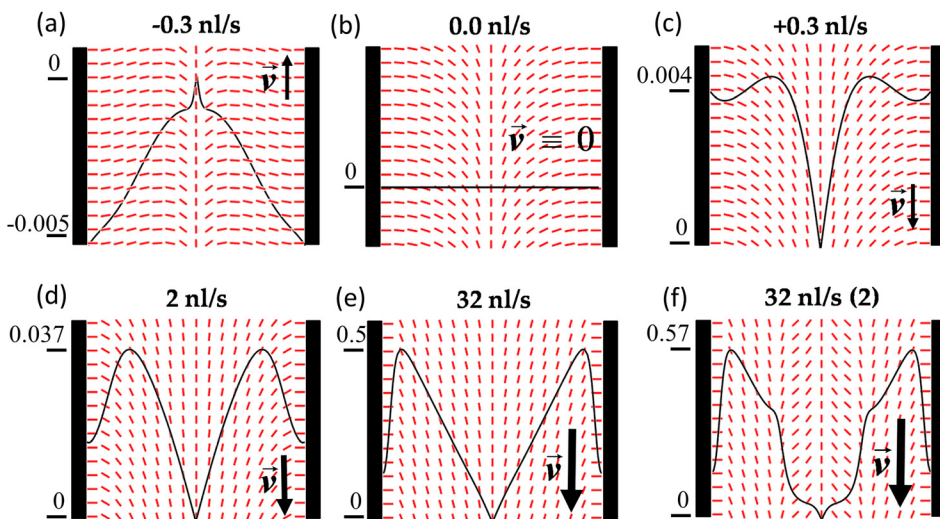 (a) -0.3 nl/s
0
-0.005
v
(b) 0.0 nl/s
0
v ≡ 0
(c) +0.3 nl/s
0.004
0
v
(d) 2 nl/s
0.037
0
v
(e) 32 nl/s
0.5
0
v
(f) 32 nl/s (2)
0.57
0
v